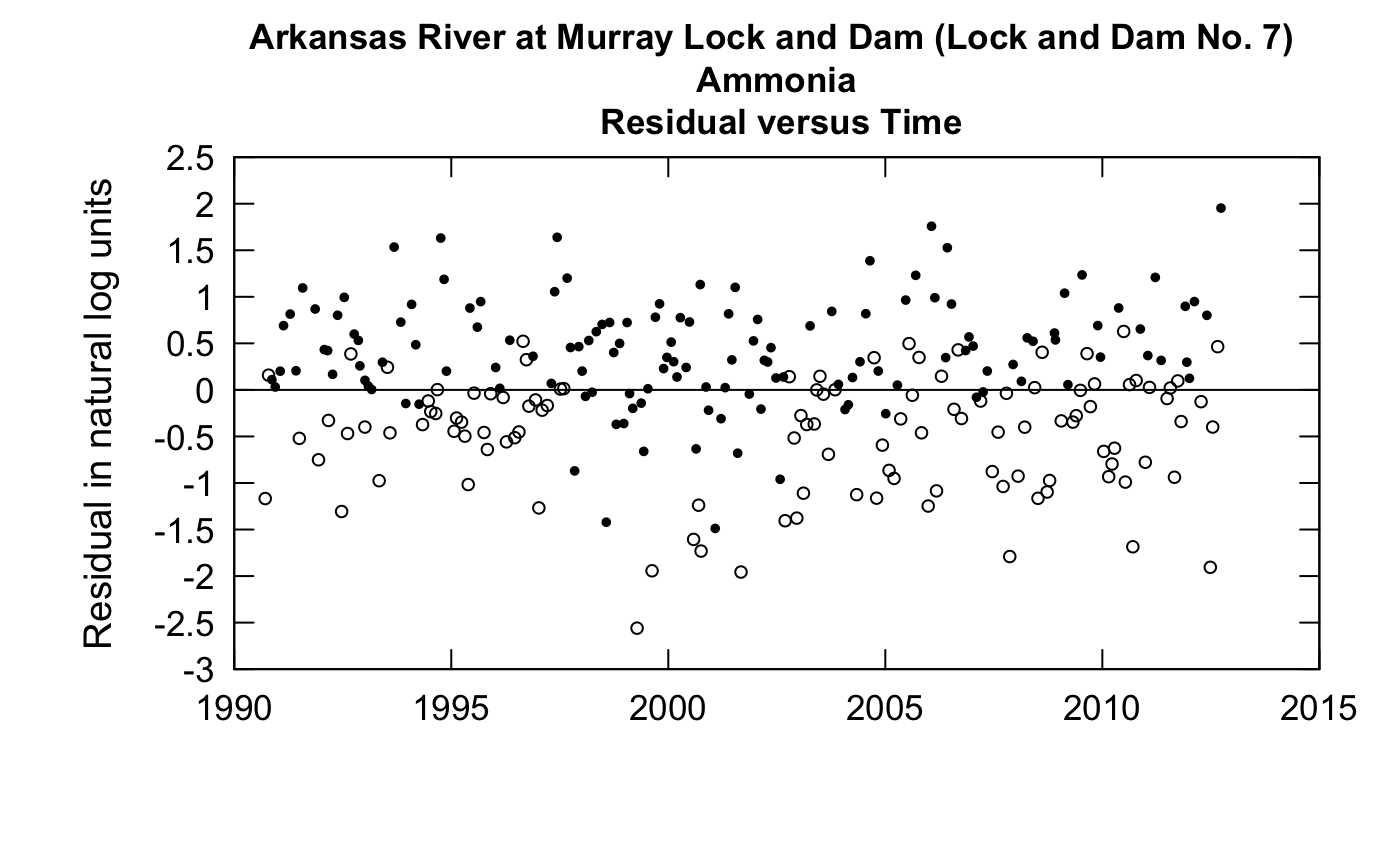 Arkansas River at Murray Lock and Dam (Lock and Dam No. 7)
Ammonia
Residual versus Time
Residual in natural log units
2.5
2
1.5
1
0.5
0
-0.5
-1
-1.5
-2
-2.5
-3
1990 1995 2000 2005 2010 2015